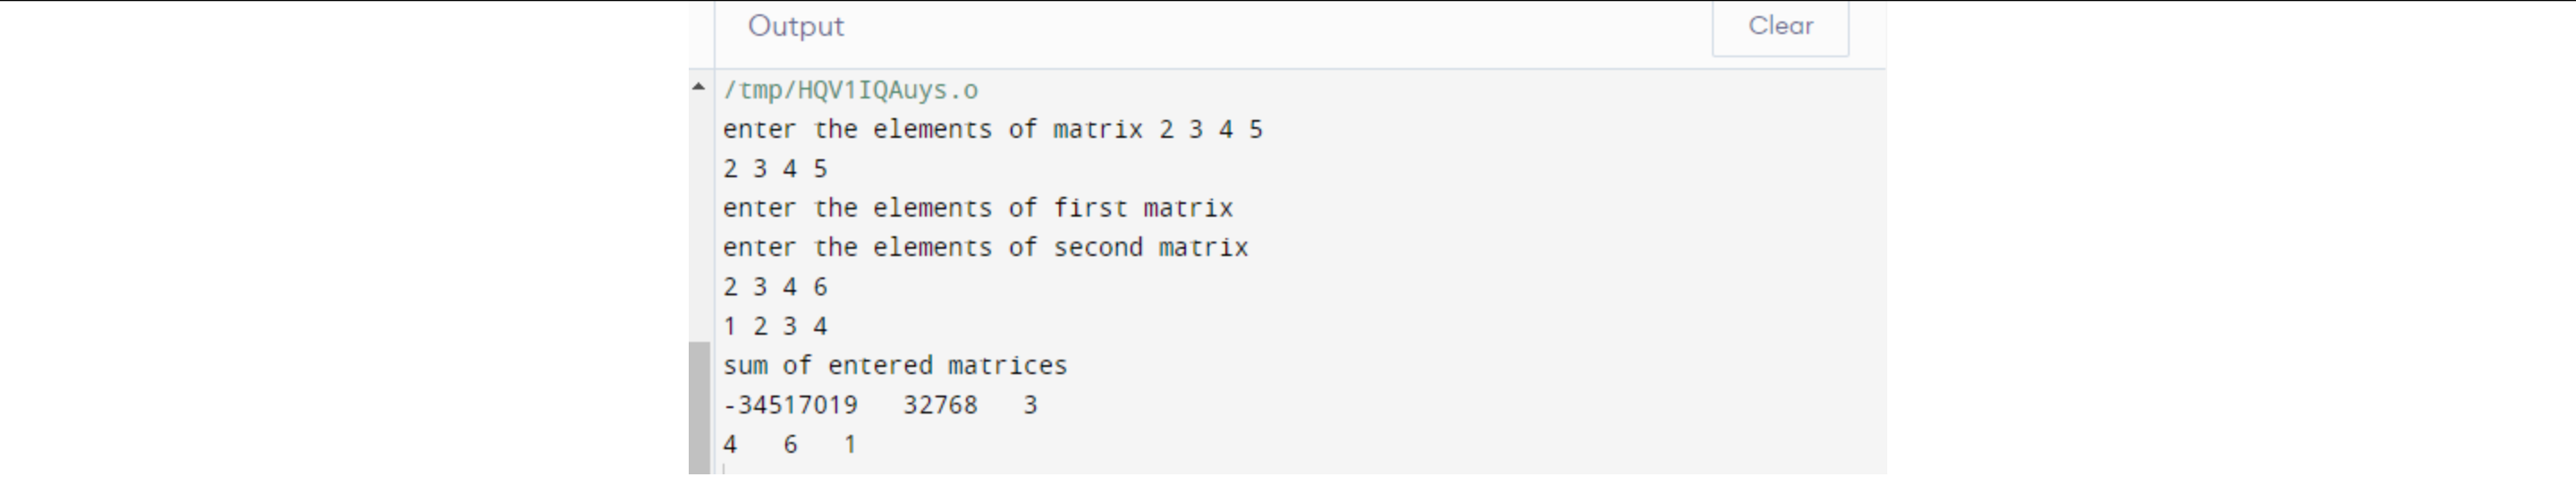 Output
Clear
/tmp/HQV1IQAuys.o
enter the elements of matrix 2 3 4 5
2 3 4 5
enter the elements of first matrix
enter the elements of second matrix
2 3 4 6
1 2 3 4
sum of entered matrices
-34517019   32768   3
4   6   1